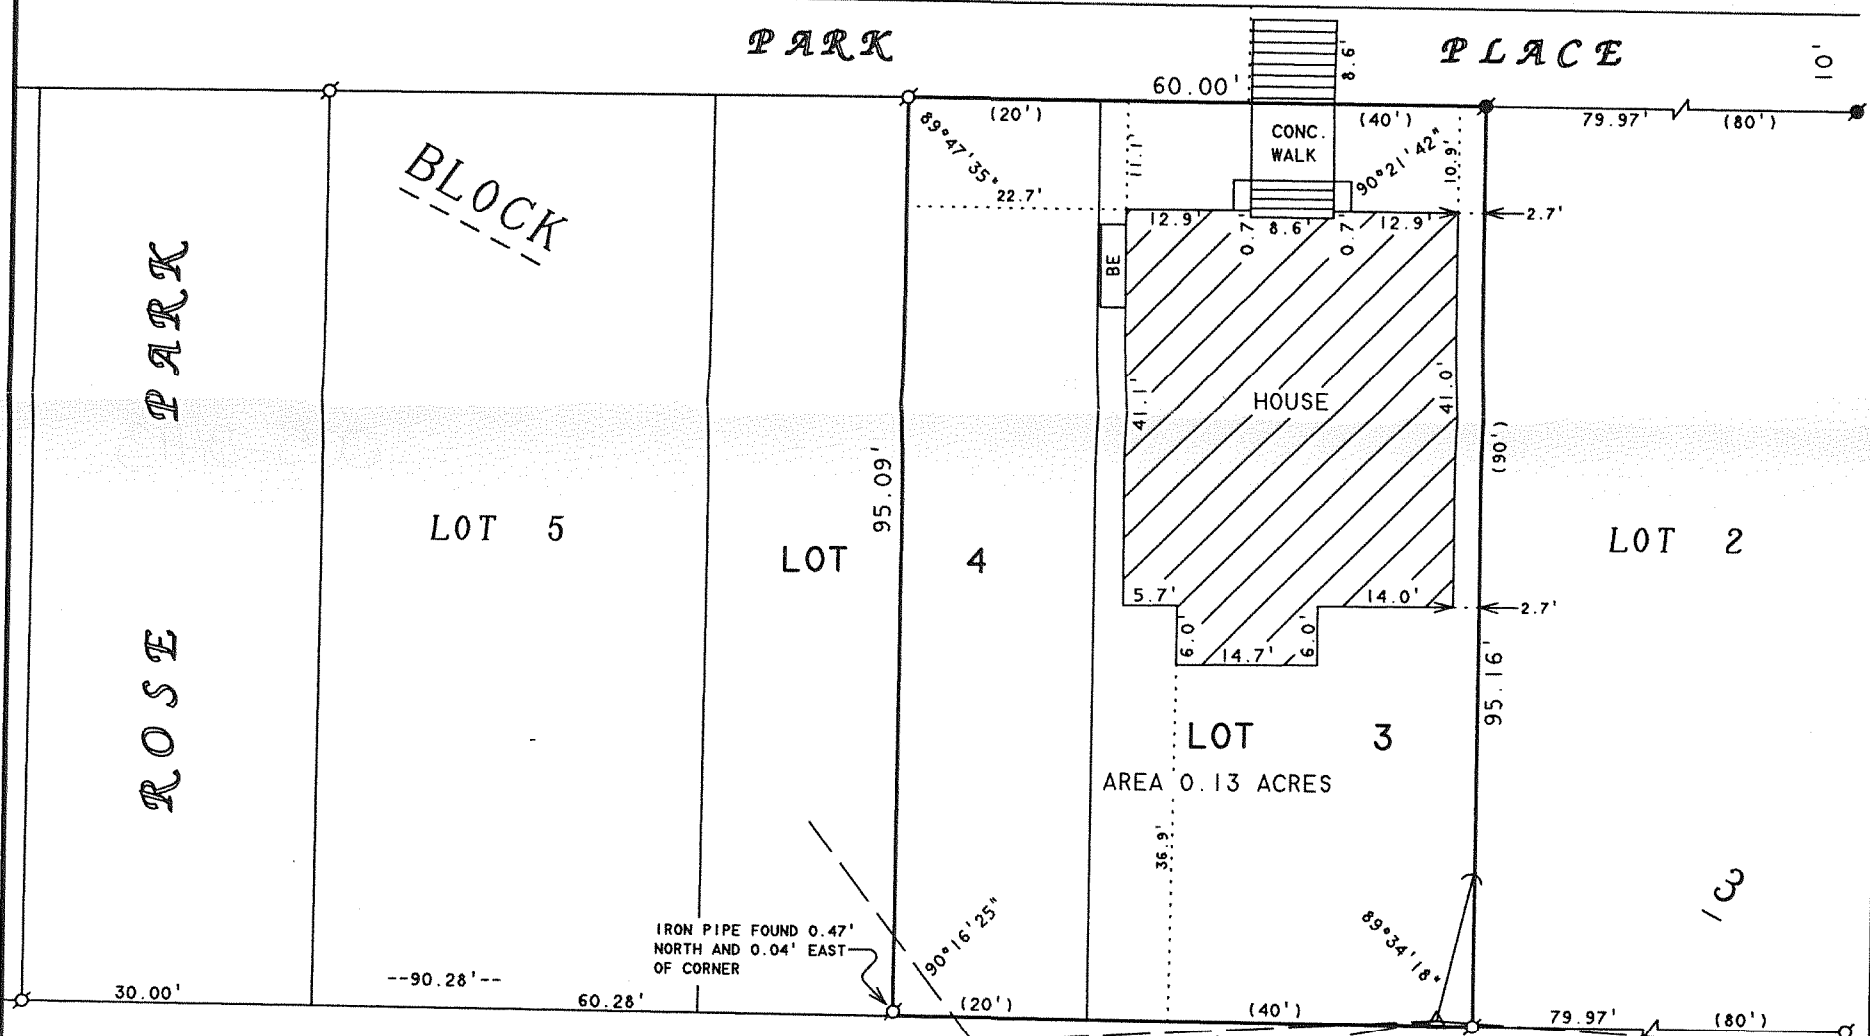 PARK PLACE
10'
8.6'
60.00'
(20')
(40')
79.97'
(80')
CONC.
WALK
89°47'35"
90°21'42"
11.1'
10.9'
BLOCK
22.7'
12.9'
0.7'
8.6'
0.7'
12.9'
2.7'
BE
ROSE PARK
HOUSE
41.1'
41.0'
(90')
95.09'
LOT 5
LOT 4
LOT 2
5.7'
14.0'
2.7'
6.0'
14.7'
6.0'
95.16'
LOT 3
AREA 0.13 ACRES
36.9'
13
IRON PIPE FOUND 0.47'
NORTH AND 0.04' EAST
OF CORNER
90°16'25"
89°34'18"
30.00'
--90.28'--
60.28'
(20')
(40')
79.97'
(80')